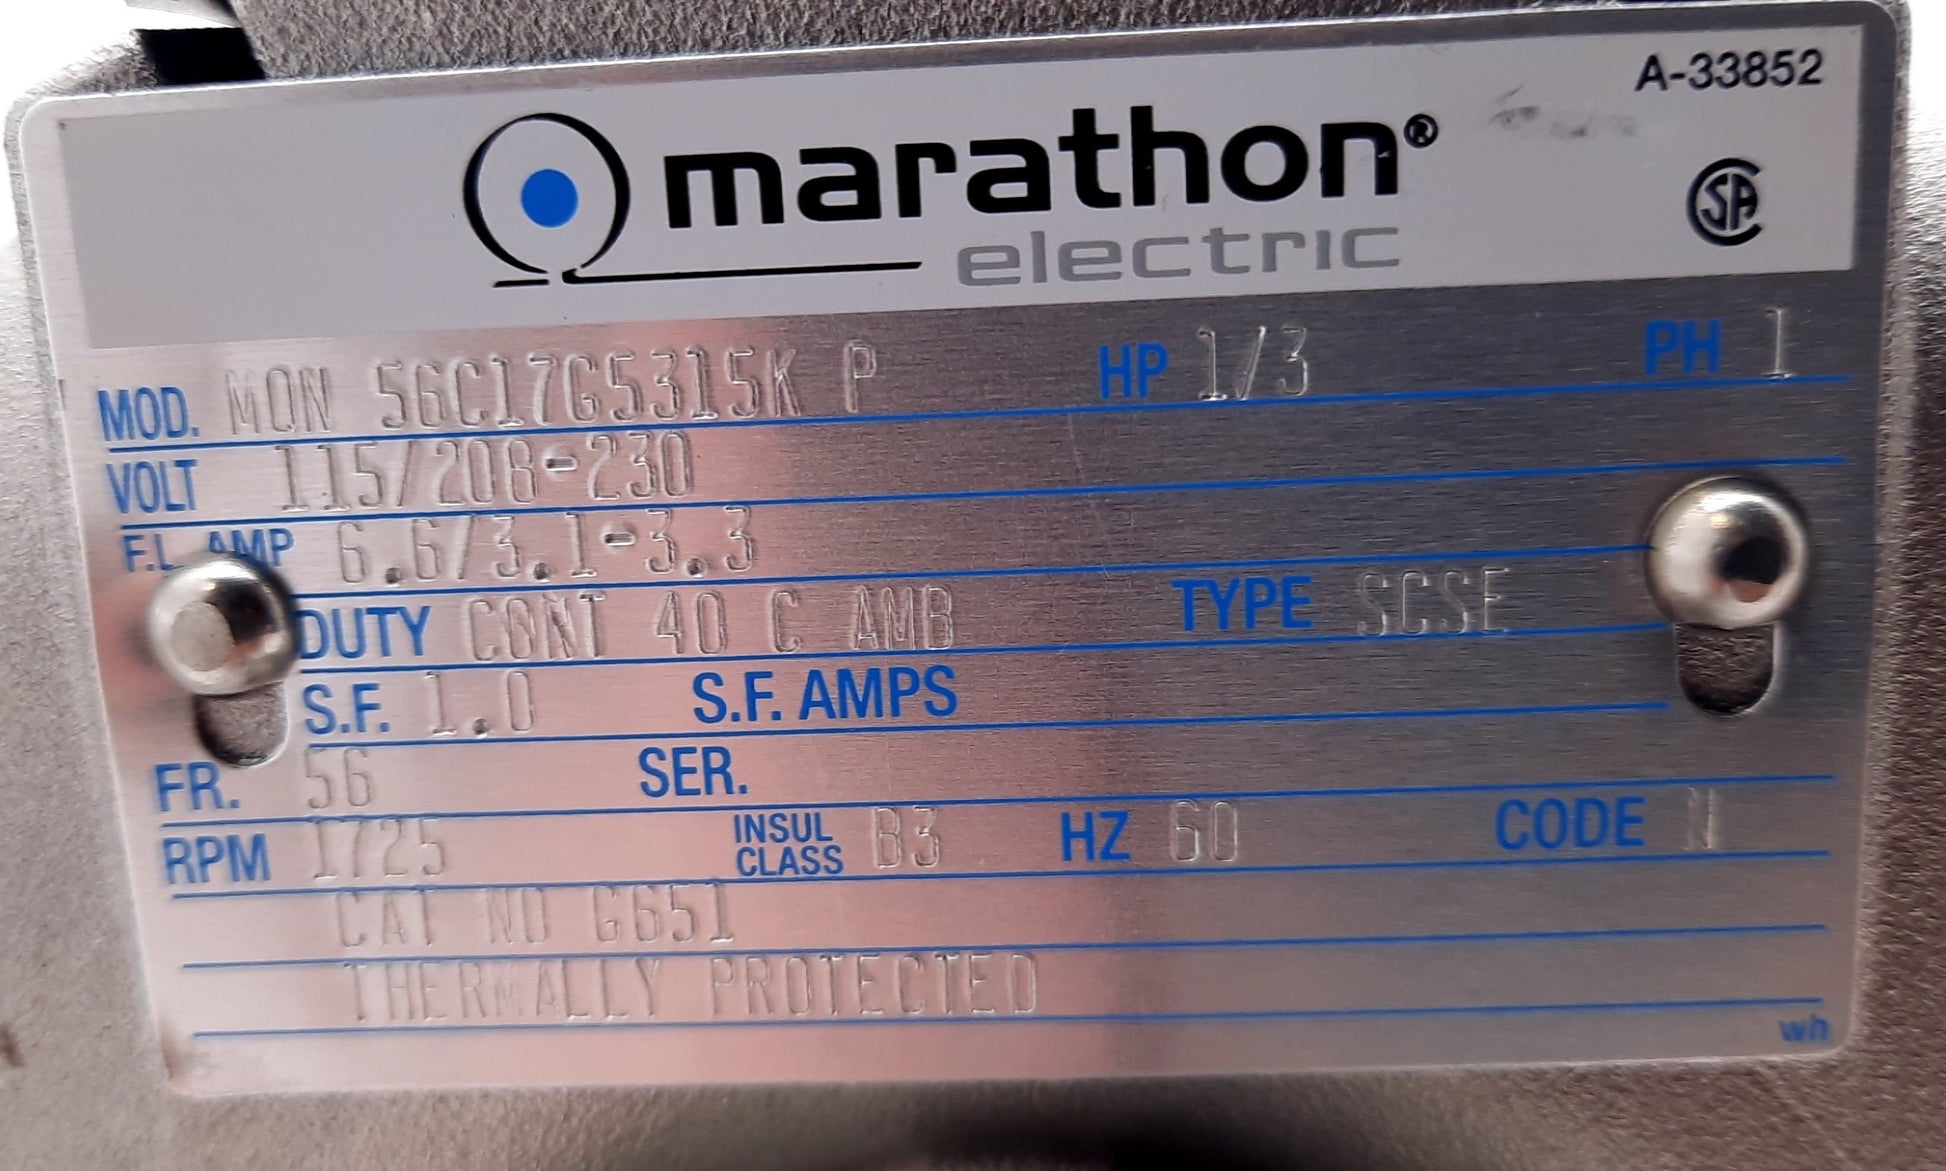 A-33852
marathon®
electric
CSA
MOD. MQN 56C17G5315K P HP 1/3 PH 1
VOLT 115/208-230
F.L. AMP 6.6/3.1-3.3
DUTY CONT 40 C AMB TYPE SCSE
S.F. 1.0 S.F. AMPS
FR. 56 SER.
RPM 1725 INSUL CLASS B3 HZ 60 CODE N
CAT NO G651
THERMALLY PROTECTED
wh